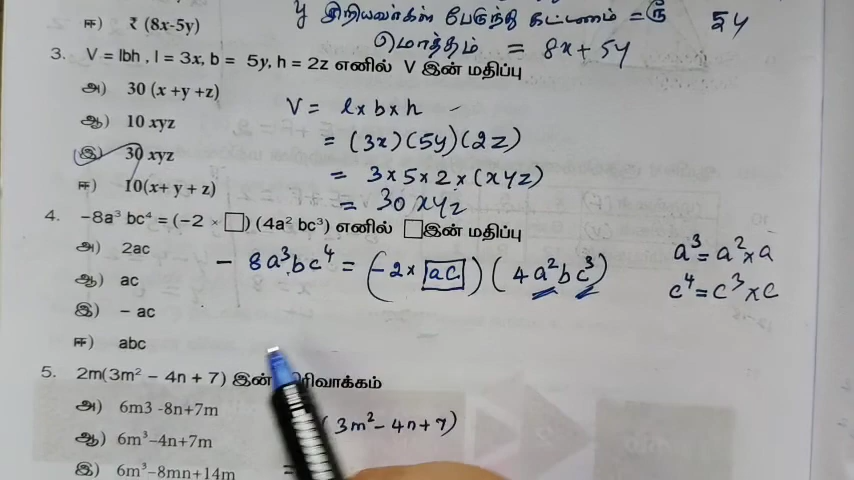 y இறியவர்கள் பேருந்து கட்டணம் = ரூ 5y
ஈ) ₹ (8x-5y)
மொத்தம் = 8x + 5y
3. V = lbh , l = 3x, b = 5y, h = 2z எனில் V இன் மதிப்பு
அ) 30 (x +y +z)
V = l x b x h
ஆ) 10 xyz
= (3x) (5y) (2z)
இ) 30 xyz
= 3 x 5 x 2 x (xyz)
ஈ) 10(x+ y + z)
= 30 xyz
4. -8a³ bc⁴ = (−2 × □) (4a² bc³) எனில் □இன் மதிப்பு
அ) 2ac
a³ = a² x a
- 8a³bc⁴ = (-2 x ac) (4a²bc³)
ஆ) ac
c⁴ = c³ x c
இ) − ac
ஈ) abc
5. 2m(3m² − 4n + 7) இன் ரிவாக்கம்
அ) 6m3 -8n+7m
( 3m² - 4n + 7)
ஆ) 6m³−4n+7m
இ) 6m³−8mn+14m =